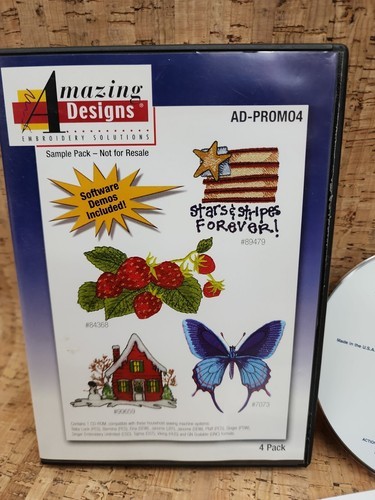 Amazing
Designs®
EMBROIDERY SOLUTIONS
AD-PROMO4
Sample Pack – Not for Resale
Software
Demos
Included!
stars & stripes
FOREVER!
#89479
#84368
#99659
#7073
4 Pack
Made in the U.S.A.